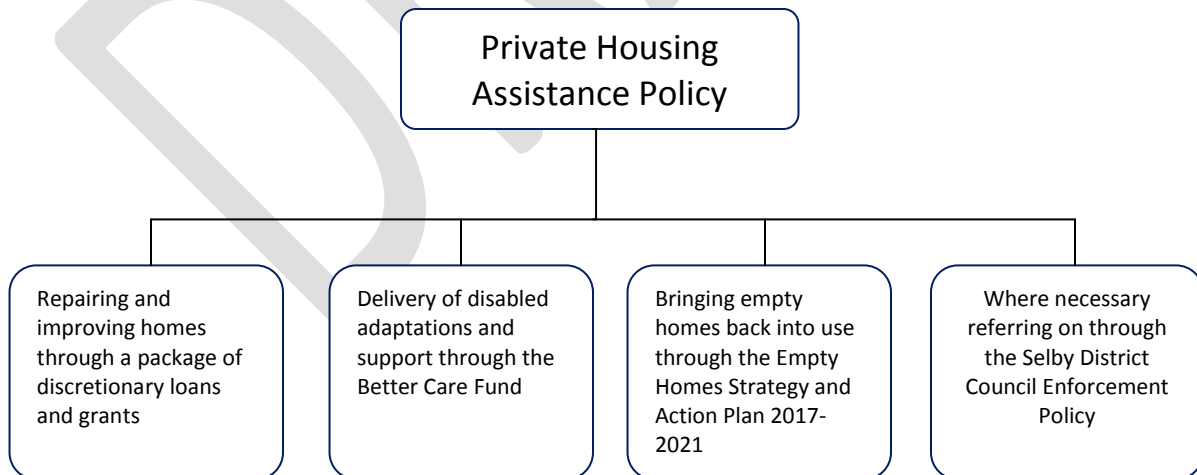 Private Housing
Assistance Policy
Repairing and
improving homes
through a package of
discretionary loans
and grants
Delivery of disabled
adaptations and
support through the
Better Care Fund
Bringing empty
homes back into use
through the Empty
Homes Strategy and
Action Plan 2017-
2021
Where necessary
referring on through
the Selby District
Council Enforcement
Policy